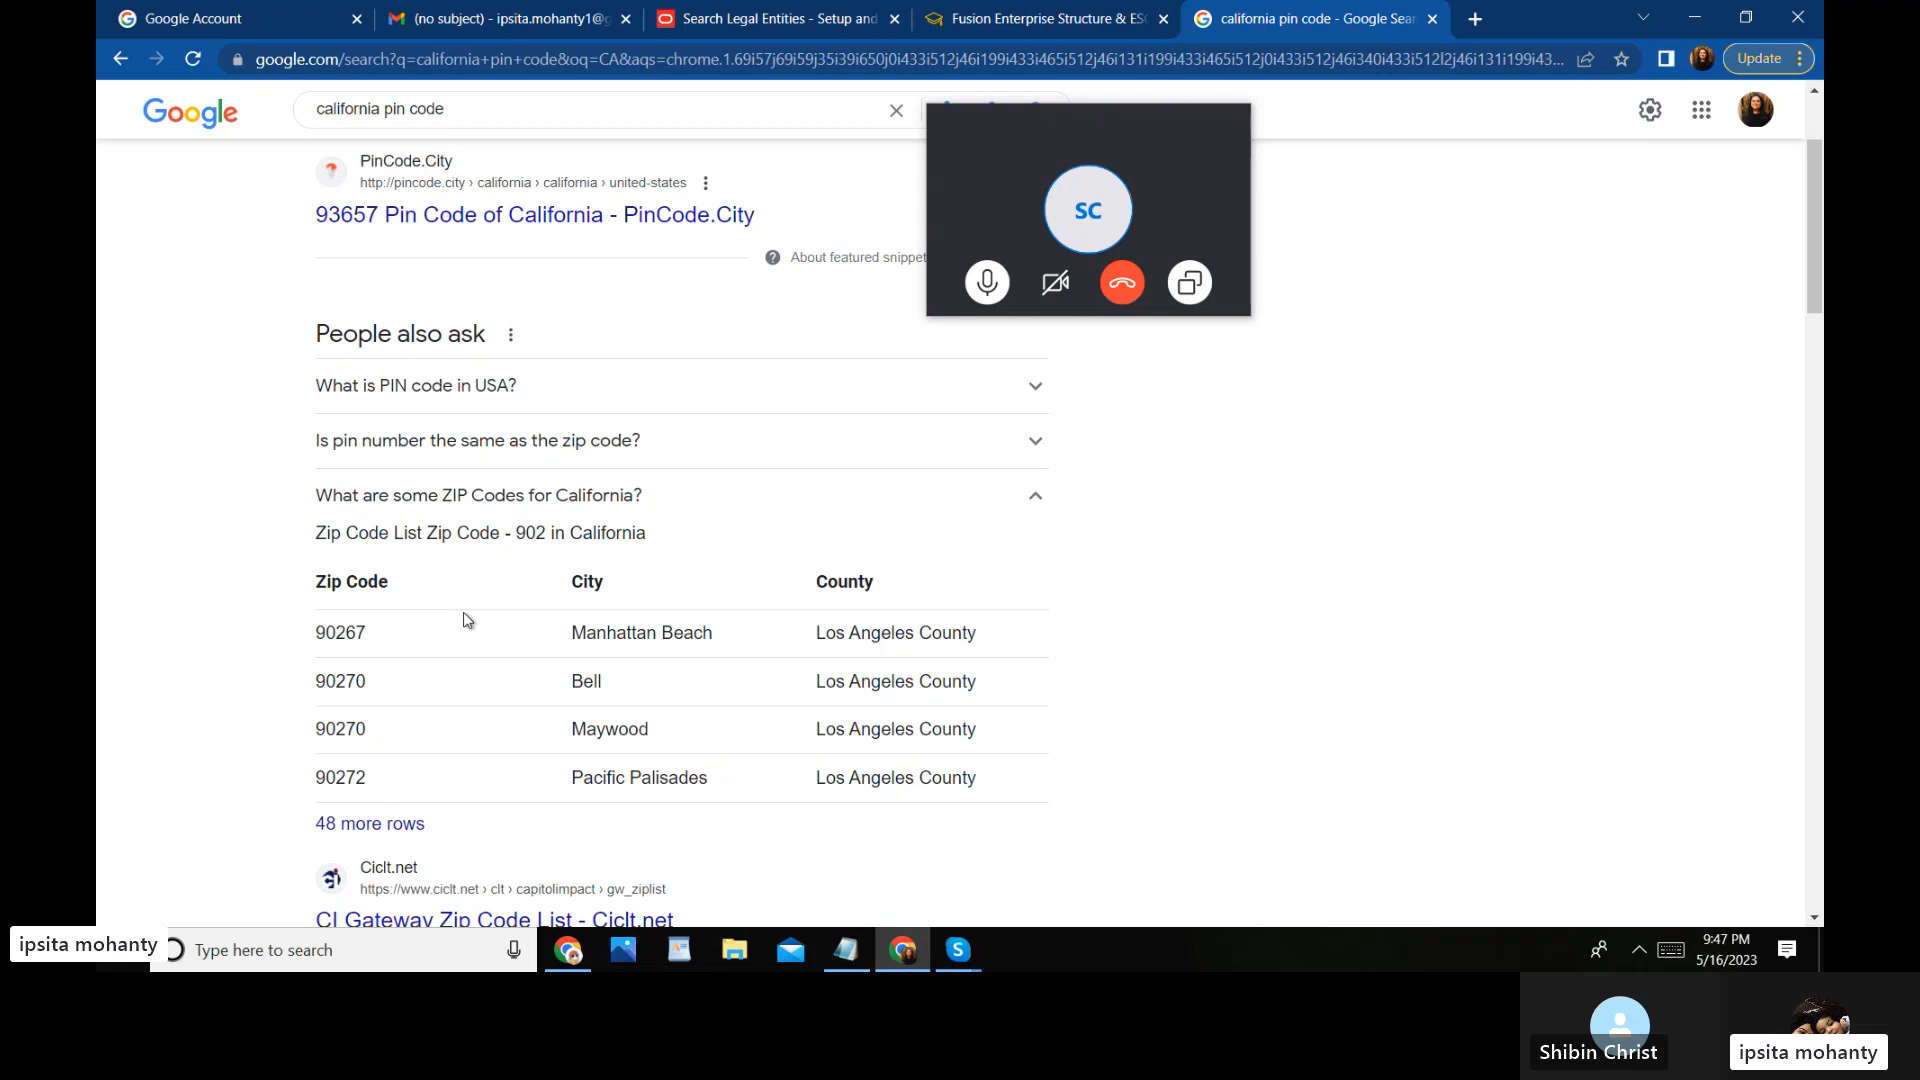 Google Account
(no subject) - ipsita.mohanty1@g
Search Legal Entities - Setup and
Fusion Enterprise Structure & ES
california pin code - Google Sear
google.com/search?q=california+pin+code&oq=CA&aqs=chrome.1.69i57j69i59j35i39i650j0i433i512j46i199i433i465i512j46i131i199i433i465i512j0i433i512j46i340i433i512l2j46i131i199i43...
Update
Google
california pin code
PinCode.City
http://pincode.city › california › california › united-states
93657 Pin Code of California - PinCode.City
About featured snippet
SC
People also ask
What is PIN code in USA?
Is pin number the same as the zip code?
What are some ZIP Codes for California?
Zip Code List Zip Code - 902 in California
Zip Code City County
90267 Manhattan Beach Los Angeles County
90270 Bell Los Angeles County
90270 Maywood Los Angeles County
90272 Pacific Palisades Los Angeles County
48 more rows
Ciclt.net
https://www.ciclt.net › clt › capitolimpact › gw_ziplist
CI Gateway Zip Code List - Ciclt.net
ipsita mohanty
Type here to search
9:47 PM
5/16/2023
Shibin Christ
ipsita mohanty